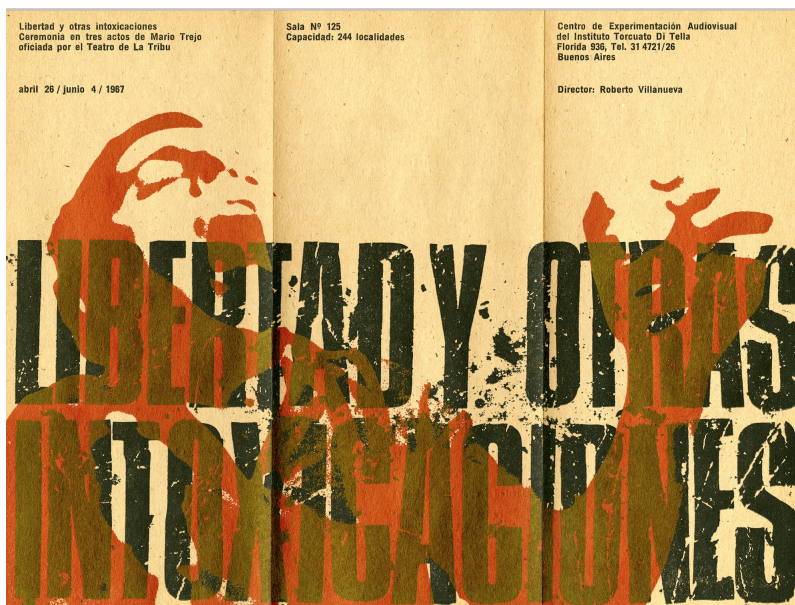 Libertad y otras intoxicaciones
Ceremonia en tres actos de Mario Trejo
oficiada por el Teatro de La Tribu
abril 26 / junio 4 / 1967
Sala Nº 125
Capacidad: 244 localidades
Centro de Experimentación Audiovisual
del Instituto Torcuato Di Tella
Florida 936, Tel. 31 4721/26
Buenos Aires
Director: Roberto Villanueva
LIBERTAD Y OTRAS
INTOXICACIONES